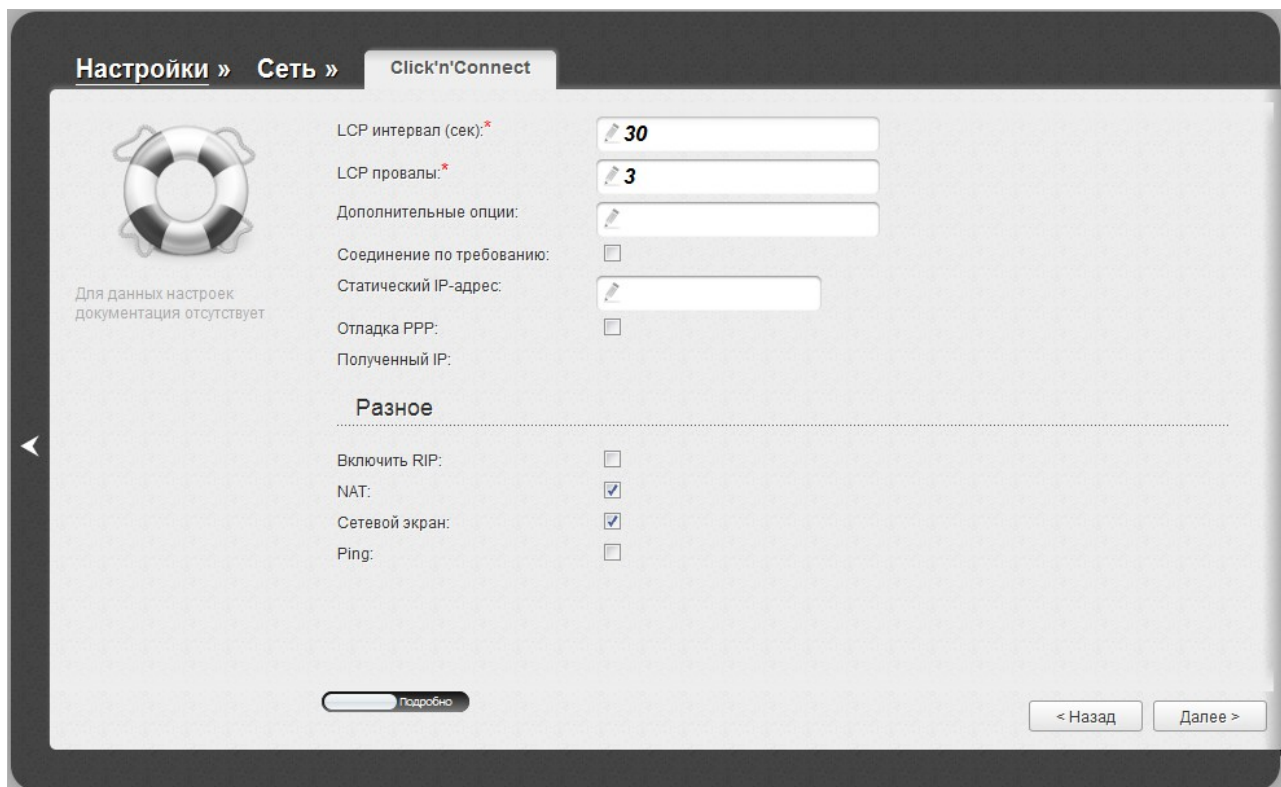 Настройки » Сеть » Click'n'Connect
LCP интервал (сек):* 30
LCP провалы:* 3
Дополнительные опции:
Соединение по требованию:
Статический IP-адрес:
Для данных настроек
документация отсутствует
Отладка PPP:
Полученный IP:
Разное
Включить RIP:
NAT:
Сетевой экран:
Ping:
Подробно
< Назад Далее >